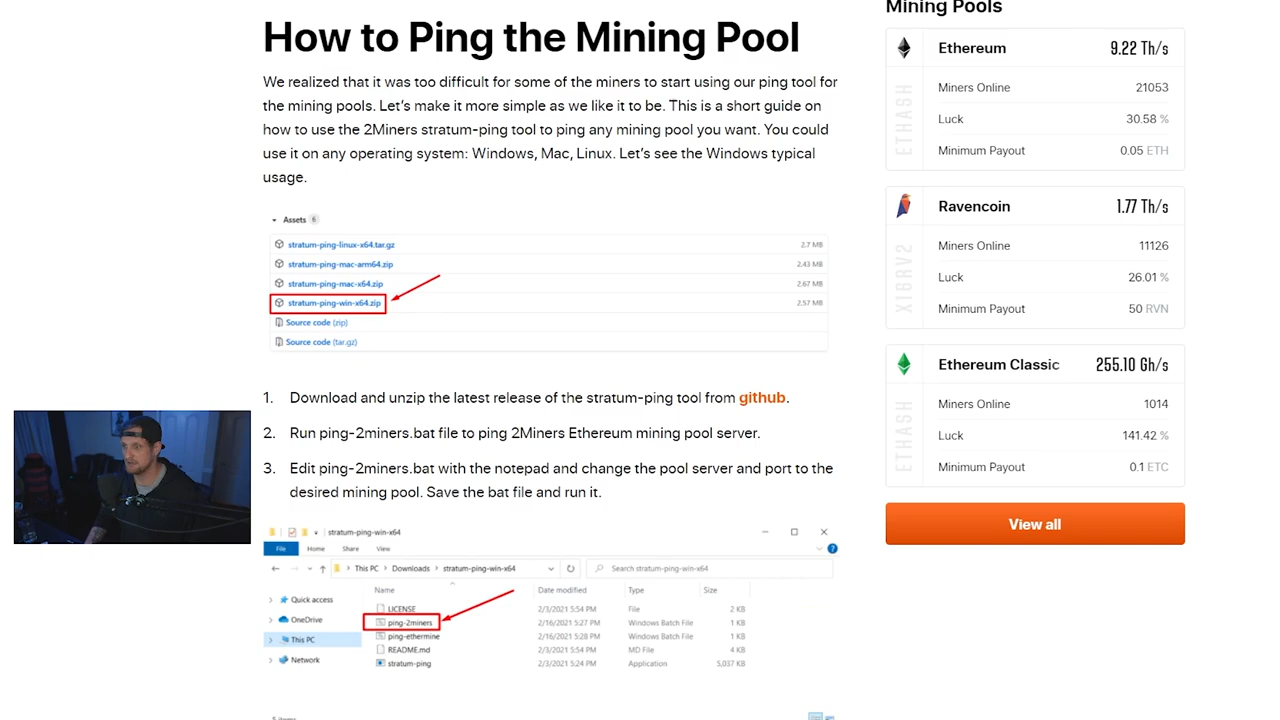 How to Ping the Mining Pool
We realized that it was too difficult for some of the miners to start using our ping tool for
the mining pools. Let's make it more simple as we like it to be. This is a short guide on
how to use the 2Miners stratum-ping tool to ping any mining pool you want. You could
use it on any operating system: Windows, Mac, Linux. Let's see the Windows typical
usage.
Assets 6
stratum-ping-linux-x64.tar.gz 2.7 MB
stratum-ping-mac-arm64.zip 2.43 MB
stratum-ping-mac-x64.zip 2.67 MB
stratum-ping-win-x64.zip 2.57 MB
Source code (zip)
Source code (tar.gz)
1. Download and unzip the latest release of the stratum-ping tool from github.
2. Run ping-2miners.bat file to ping 2Miners Ethereum mining pool server.
3. Edit ping-2miners.bat with the notepad and change the pool server and port to the
desired mining pool. Save the bat file and run it.
stratum-ping-win-x64
File Home Share View
This PC Downloads stratum-ping-win-x64 Search stratum-ping-win-x64
Quick access
OneDrive
This PC
Network
Name Date modified Type Size
LICENSE 2/3/2021 5:54 PM File 2 KB
ping-2miners 2/16/2021 5:27 PM Windows Batch File 1 KB
ping-ethermine 2/16/2021 5:28 PM Windows Batch File 1 KB
README.md 2/3/2021 5:54 PM MD File 4 KB
stratum-ping 2/3/2021 5:24 PM Application 5,037 KB
Mining Pools
Ethereum 9.22 Th/s
ETHASH
Miners Online 21053
Luck 30.58 %
Minimum Payout 0.05 ETH
Ravencoin 1.77 Th/s
X16RV2
Miners Online 11126
Luck 26.01 %
Minimum Payout 50 RVN
Ethereum Classic 255.10 Gh/s
ETHASH
Miners Online 1014
Luck 141.42 %
Minimum Payout 0.1 ETC
View all